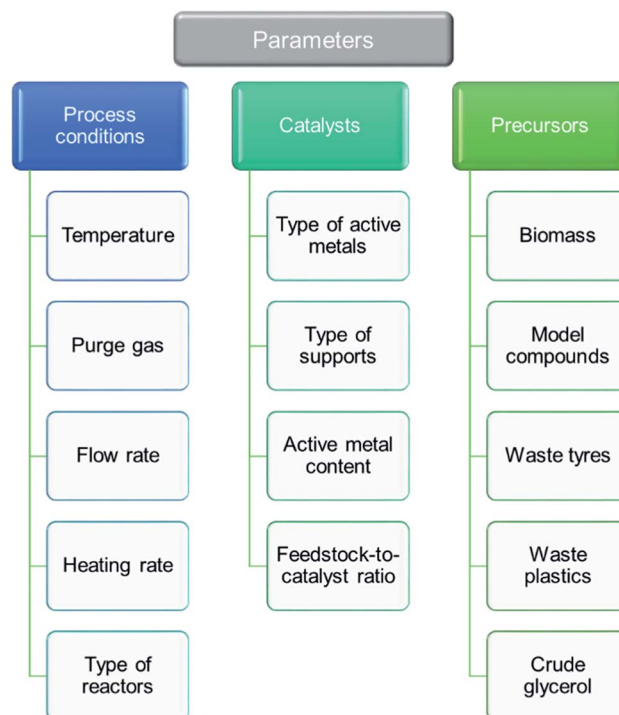 Parameters
Process
conditions
Temperature
Purge gas
Flow rate
Heating rate
Type of
reactors
Catalysts
Type of active
metals
Type of
supports
Active metal
content
Feedstock-to-
catalyst ratio
Precursors
Biomass
Model
compounds
Waste tyres
Waste
plastics
Crude
glycerol